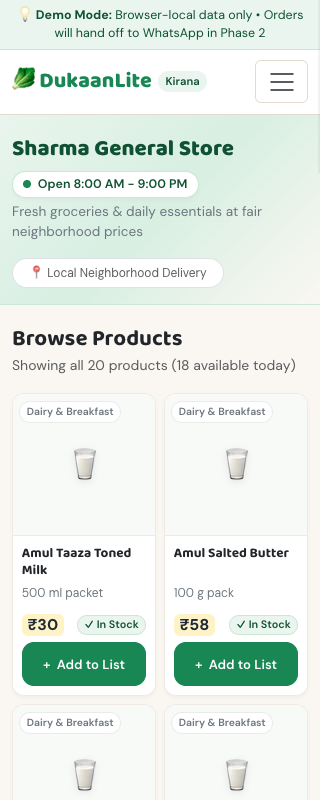 💡 Demo Mode: Browser-local data only • Orders
will hand off to WhatsApp in Phase 2
DukaanLite Kirana
Sharma General Store
Open 8:00 AM – 9:00 PM
Fresh groceries & daily essentials at fair
neighborhood prices
📍 Local Neighborhood Delivery
Browse Products
Showing all 20 products (18 available today)
Dairy & Breakfast
Amul Taaza Toned
Milk
500 ml packet
₹30 ✓ In Stock
+ Add to List
Dairy & Breakfast
Amul Salted Butter
100 g pack
₹58 ✓ In Stock
+ Add to List
Dairy & Breakfast
Dairy & Breakfast